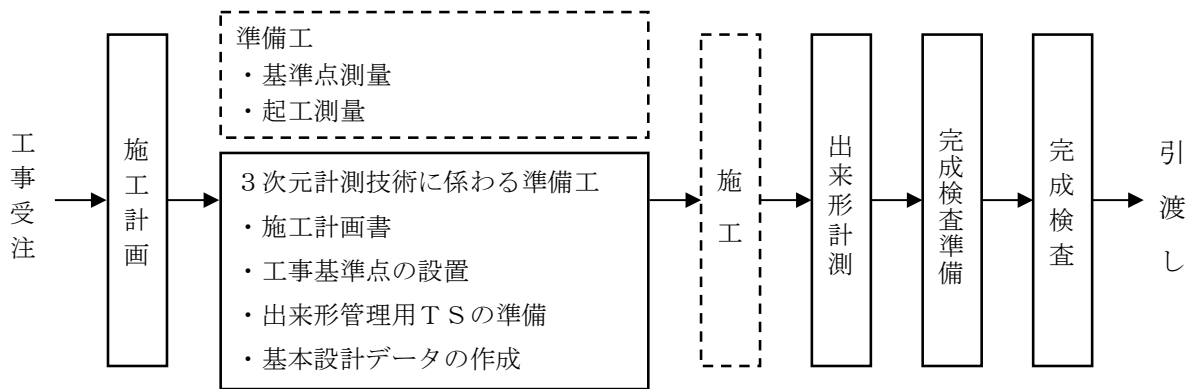 工事受注
施工計画
準備工
・基準点測量
・起工測量
３次元計測技術に係わる準備工
・施工計画書
・工事基準点の設置
・出来形管理用ＴＳの準備
・基本設計データの作成
施工
出来形計測
完成検査準備
完成検査
引渡し